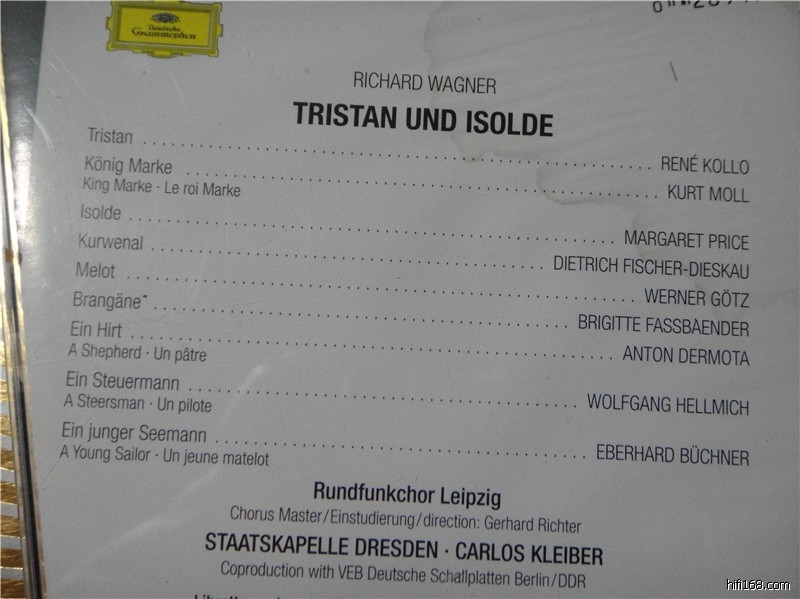 Deutsche
Grammophon
RICHARD WAGNER
TRISTAN UND ISOLDE
Tristan ........ RENÉ KOLLO
König Marke ........ KURT MOLL
King Marke · Le roi Marke
Isolde ........ MARGARET PRICE
Kurwenal ........ DIETRICH FISCHER-DIESKAU
Melot ........ WERNER GÖTZ
Brangäne* ........ BRIGITTE FASSBAENDER
Ein Hirt ........ ANTON DERMOTA
A Shepherd · Un pâtre
Ein Steuermann ........ WOLFGANG HELLMICH
A Steersman · Un pilote
Ein junger Seemann ........ EBERHARD BÜCHNER
A Young Sailor · Un jeune matelot
Rundfunkchor Leipzig
Chorus Master/Einstudierung/direction: Gerhard Richter
STAATSKAPELLE DRESDEN · CARLOS KLEIBER
Coproduction with VEB Deutsche Schallplatten Berlin/DDR
hifi168.com